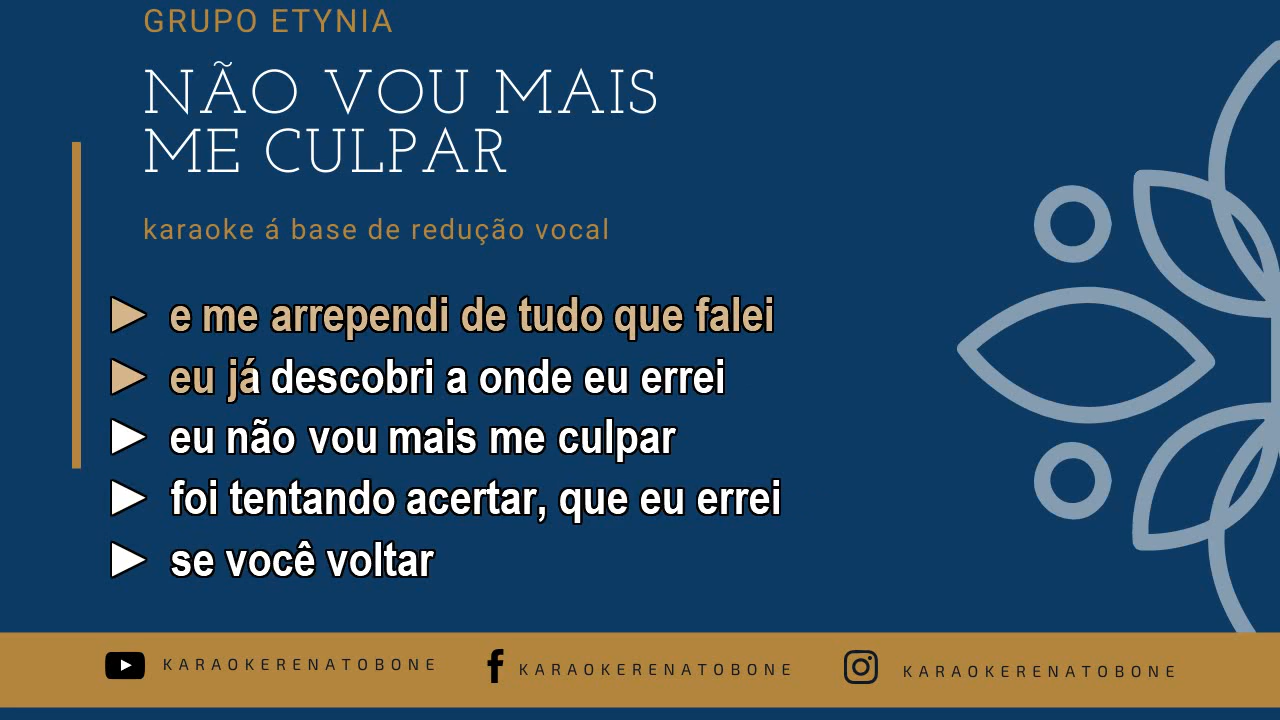 GRUPO ETYNIA
NÃO VOU MAIS
ME CULPAR
karaoke á base de redução vocal
► e me arrependi de tudo que falei
► eu já descobri a onde eu errei
► eu não vou mais me culpar
► foi tentando acertar, que eu errei
► se você voltar
KARAOKERENATOBONE KARAOKERENATOBONE KARAOKERENATOBONE